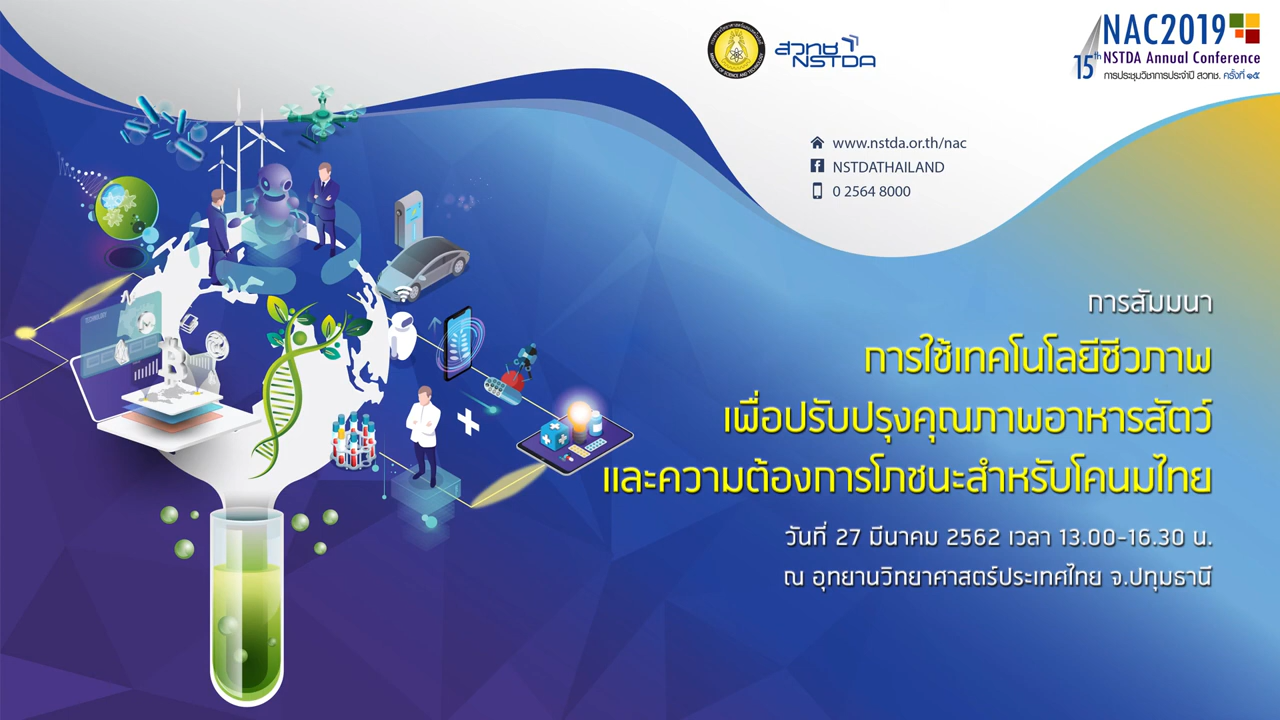 สวทช
NSTDA
NAC2019
15th NSTDA Annual Conference
การประชุมวิชาการประจำปี สวทช. ครั้งที่ ๑๕
www.nstda.or.th/nac
NSTDATHAILAND
0 2564 8000
การสัมมนา
การใช้เทคโนโลยีชีวภาพ
เพื่อปรับปรุงคุณภาพอาหารสัตว์
และความต้องการโภชนะสำหรับโคนมไทย
วันที่ 27 มีนาคม 2562 เวลา 13.00-16.30 น.
ณ อุทยานวิทยาศาสตร์ประเทศไทย จ.ปทุมธานี